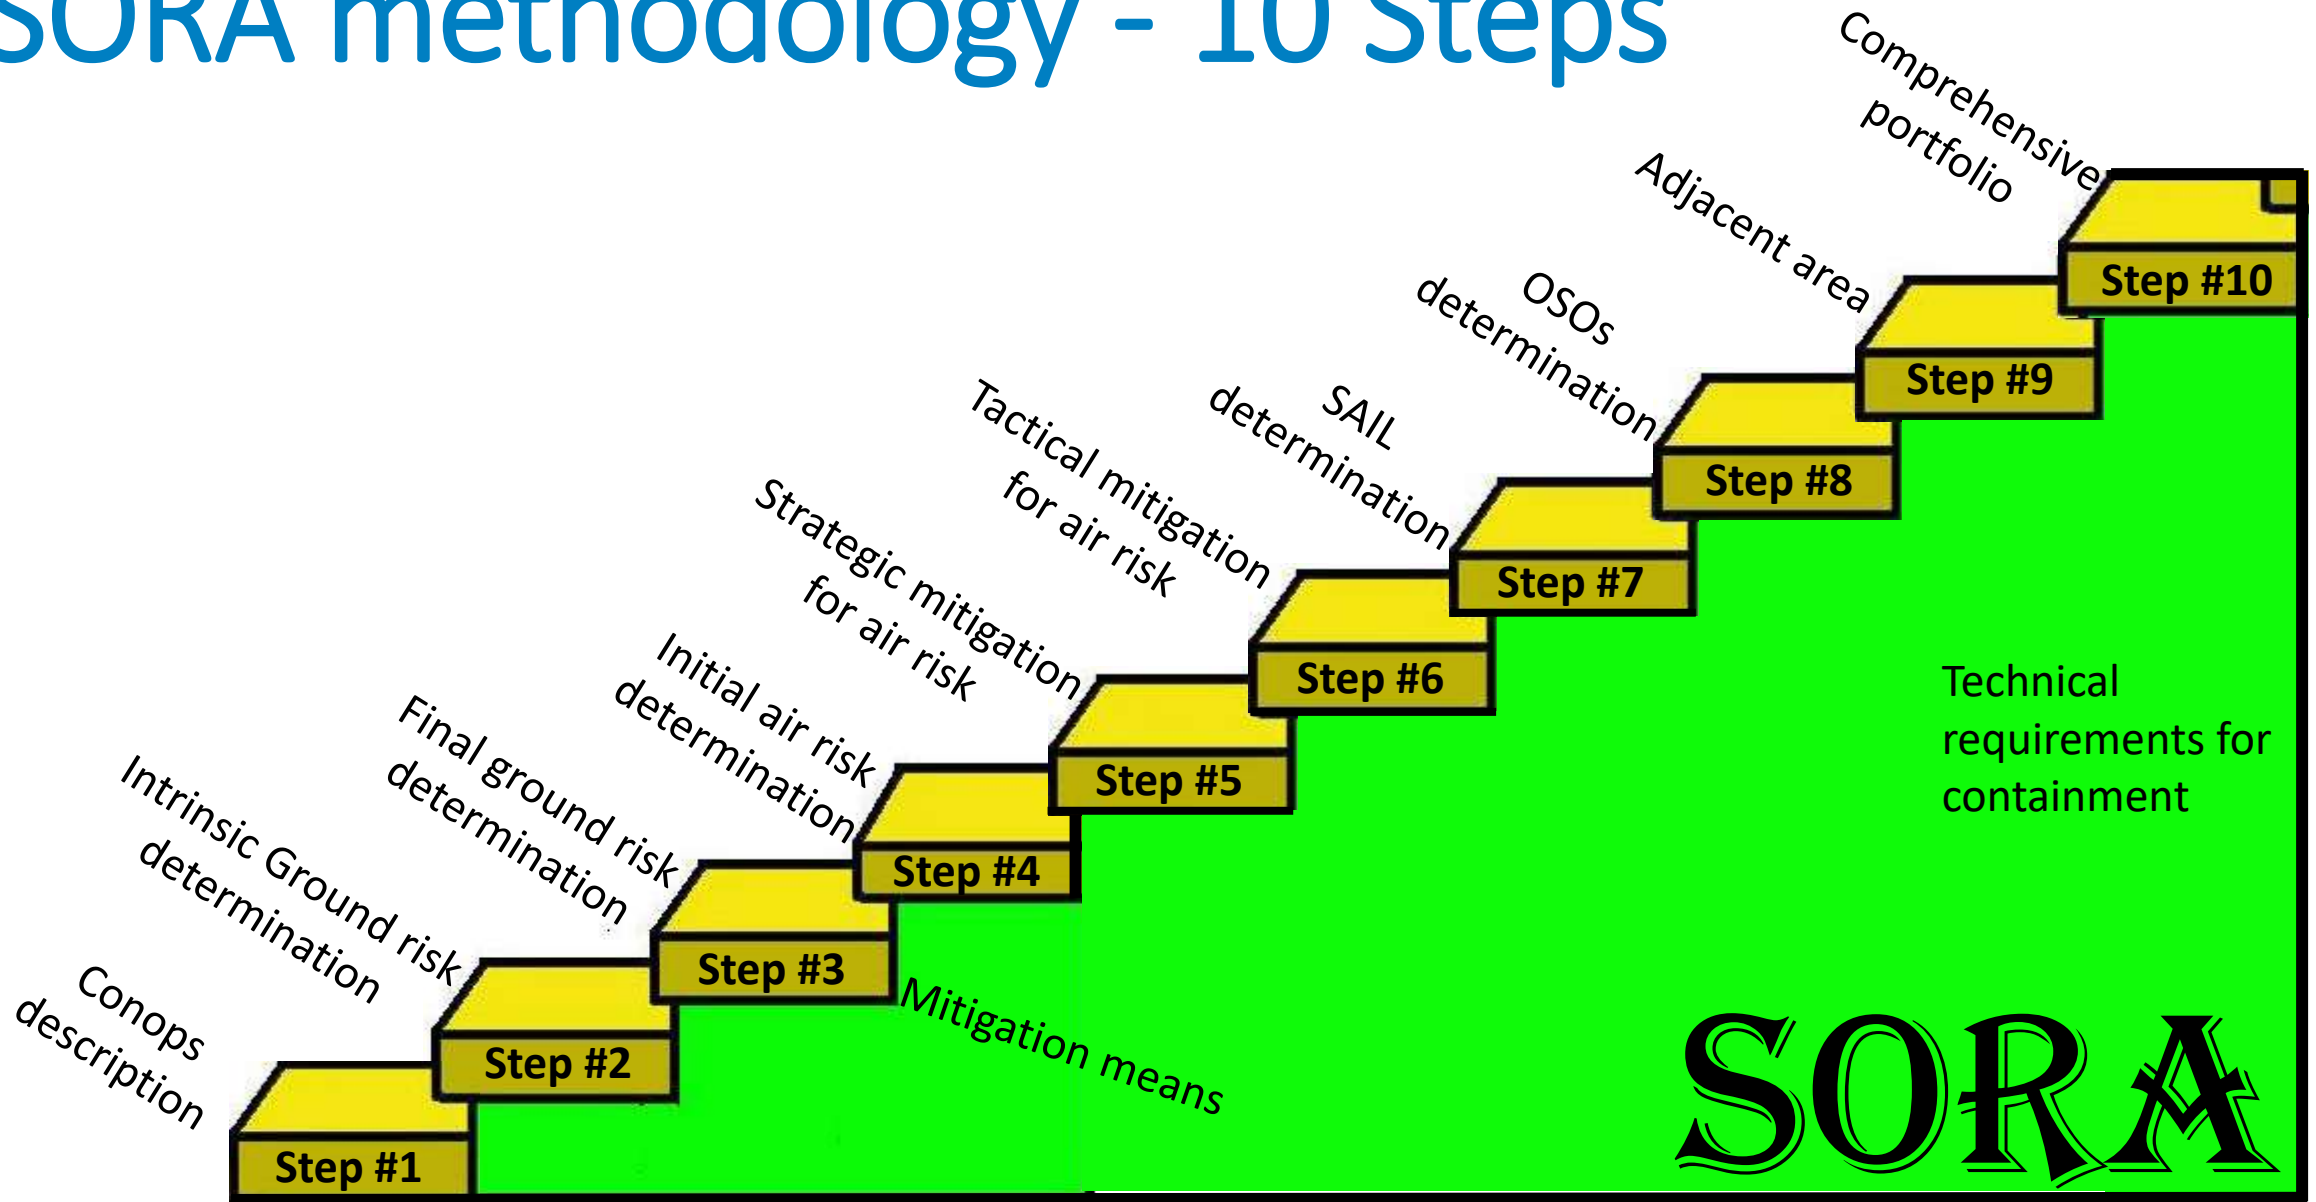 SORA methodology - 10 Steps
Conops
description
Step #1
Intrinsic Ground risk
determination
Step #2
Final ground risk
determination
Step #3
Mitigation means
Initial air risk
determination
Step #4
Strategic mitigation
for air risk
Step #5
Tactical mitigation
for air risk
Step #6
SAIL
determination
Step #7
OSOs
determination
Step #8
Adjacent area
Step #9
Technical
requirements for
containment
Comprehensive
portfolio
Step #10
SORA